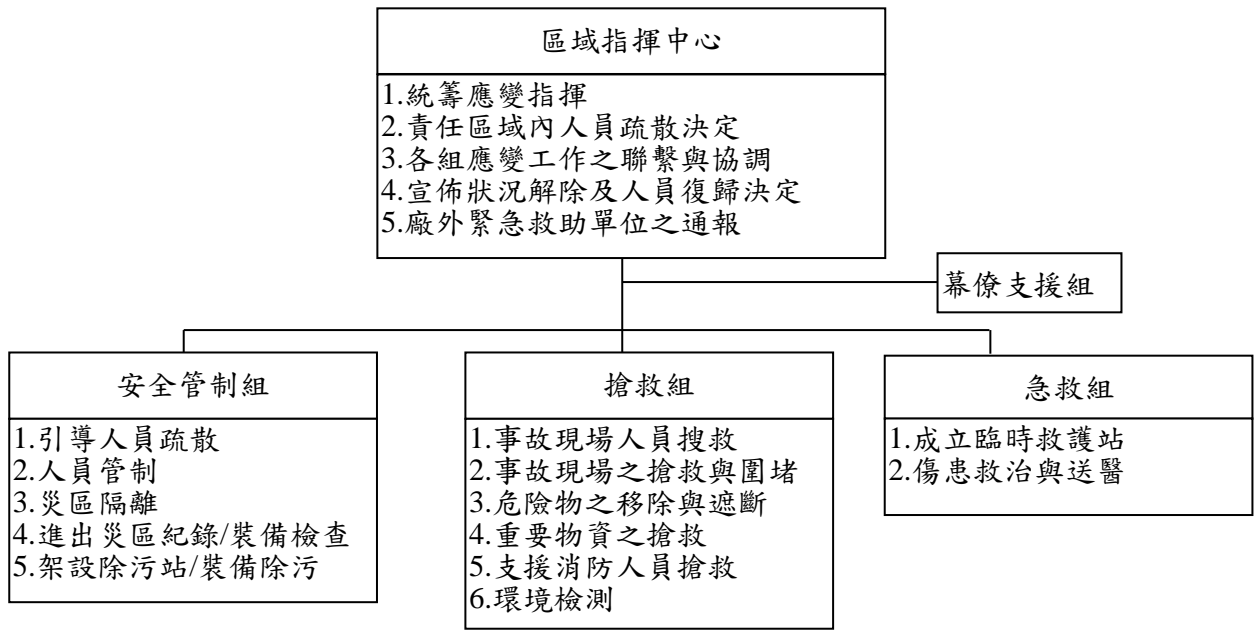 區域指揮中心
1.統籌應變指揮
2.責任區域內人員疏散決定
3.各組應變工作之聯繫與協調
4.宣佈狀況解除及人員復歸決定
5.廠外緊急救助單位之通報
幕僚支援組
安全管制組
1.引導人員疏散
2.人員管制
3.災區隔離
4.進出災區紀錄/裝備檢查
5.架設除污站/裝備除污
搶救組
1.事故現場人員搜救
2.事故現場之搶救與圍堵
3.危險物之移除與遮斷
4.重要物資之搶救
5.支援消防人員搶救
6.環境檢測
急救組
1.成立臨時救護站
2.傷患救治與送醫